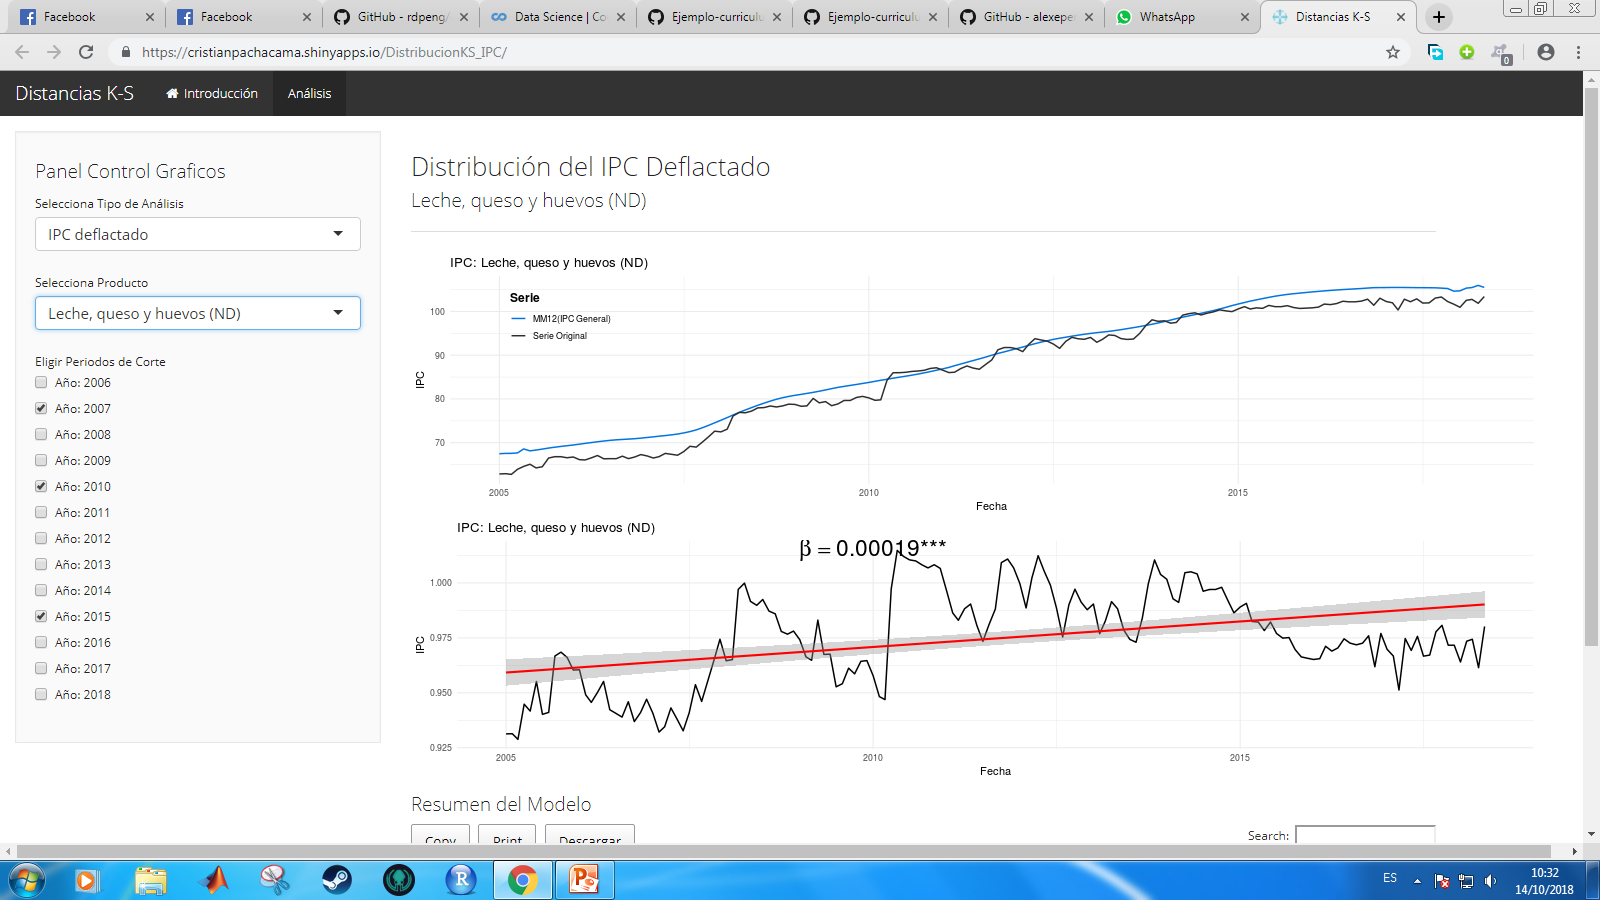 Facebook
Facebook
GitHub - rdpeng/
Data Science | Co
Ejemplo-curriculu
Ejemplo-curriculu
GitHub - alexepe
WhatsApp
Distancias K-S
https://cristianpachacama.shinyapps.io/DistribucionKS_IPC/
0
Distancias K-S
Introducción
Análisis
Panel Control Graficos
Selecciona Tipo de Análisis
IPC deflactado
Selecciona Producto
Leche, queso y huevos (ND)
Eligir Periodos de Corte
Año: 2006
Año: 2007
Año: 2008
Año: 2009
Año: 2010
Año: 2011
Año: 2012
Año: 2013
Año: 2014
Año: 2015
Año: 2016
Año: 2017
Año: 2018
Distribución del IPC Deflactado
Leche, queso y huevos (ND)
IPC: Leche, queso y huevos (ND)
Serie
MM12(IPC General)
Serie Original
100
90
80
70
IPC
2005
2010
2015
Fecha
IPC: Leche, queso y huevos (ND)
β = 0.00019***
1.000
0.975
0.950
0.925
IPC
2005
2010
2015
Fecha
Resumen del Modelo
Copy
Print
Descargar
Search:
R
ES
10:32
14/10/2018